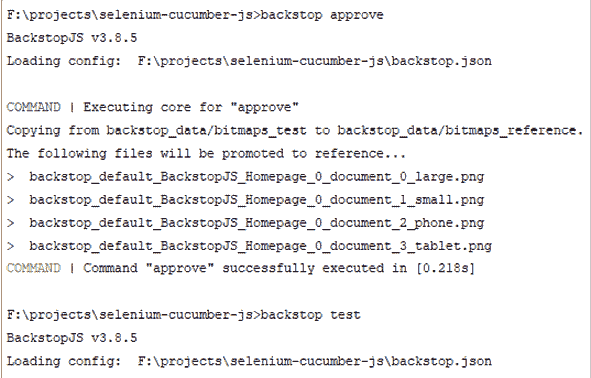 F:\projects\selenium-cucumber-js>backstop approve
BackstopJS v3.8.5
Loading config:  F:\projects\selenium-cucumber-js\backstop.json
COMMAND | Executing core for "approve"
Copying from backstop_data/bitmaps_test to backstop_data/bitmaps_reference.
The following files will be promoted to reference...
>  backstop_default_BackstopJS_Homepage_0_document_0_large.png
>  backstop_default_BackstopJS_Homepage_0_document_1_small.png
>  backstop_default_BackstopJS_Homepage_0_document_2_phone.png
>  backstop_default_BackstopJS_Homepage_0_document_3_tablet.png
COMMAND | Command "approve" successfully executed in [0.218s]
F:\projects\selenium-cucumber-js>backstop test
BackstopJS v3.8.5
Loading config:  F:\projects\selenium-cucumber-js\backstop.json